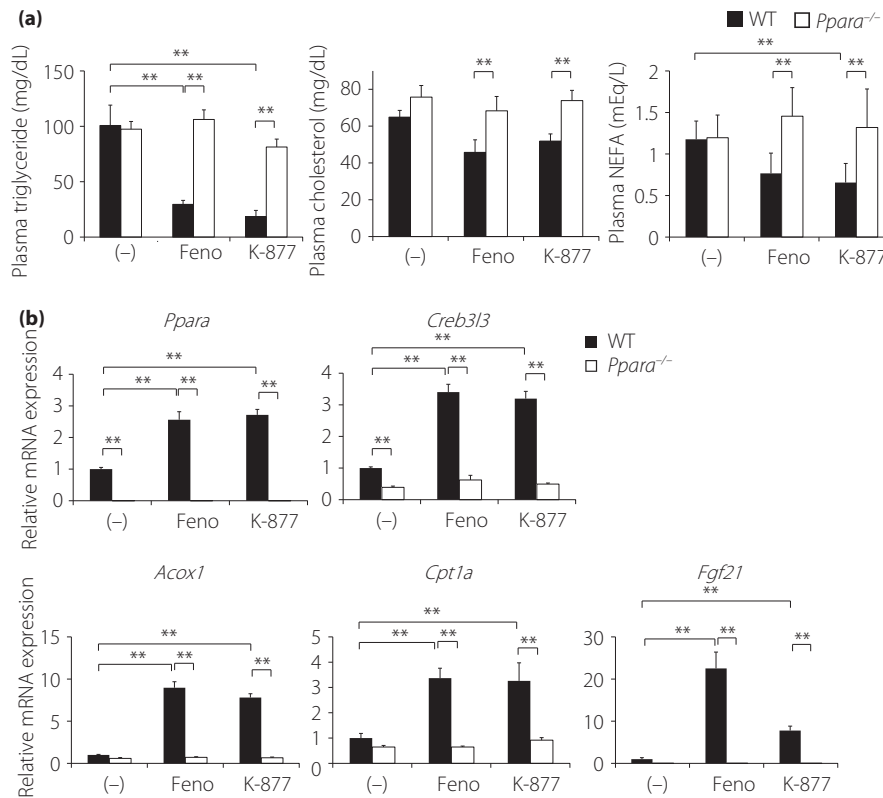 (a)
WT Ppara−/−
Plasma triglyceride (mg/dL)
150
100
50
0
** ** ** **
(–) Feno K-877
Plasma cholesterol (mg/dL)
80
60
40
20
0
** **
(–) Feno K-877
Plasma NEFA (mEq/L)
2
1.5
1
0.5
0
** ** **
(–) Feno K-877
(b)
Ppara
Relative mRNA expression
4
3
2
1
0
** ** ** ** **
(–) Feno K-877
Creb3l3
4
3
2
1
0
** ** ** ** **
(–) Feno K-877
WT
Ppara−/−
Acox1
Relative mRNA expression
15
10
5
0
** ** ** **
(–) Feno K-877
Cpt1a
5
4
3
2
1
0
** ** ** **
(–) Feno K-877
Fgf21
30
20
10
0
** ** ** **
(–) Feno K-877